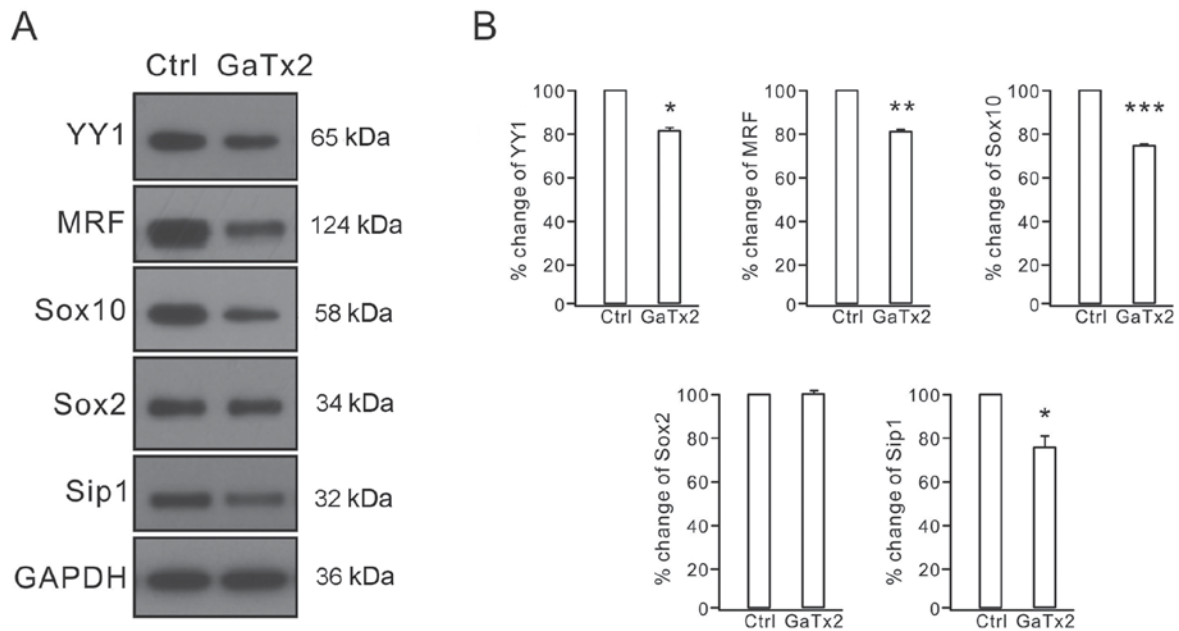 A
Ctrl GaTx2
YY1 65 kDa
MRF 124 kDa
Sox10 58 kDa
Sox2 34 kDa
Sip1 32 kDa
GAPDH 36 kDa
B
% change of YY1
100
80
60
40
20
0
*
Ctrl GaTx2
% change of MRF
100
80
60
40
20
0
**
Ctrl GaTx2
% change of Sox10
100
80
60
40
20
0
***
Ctrl GaTx2
% change of Sox2
100
80
60
40
20
0
Ctrl GaTx2
% change of Sip1
100
80
60
40
20
0
*
Ctrl GaTx2